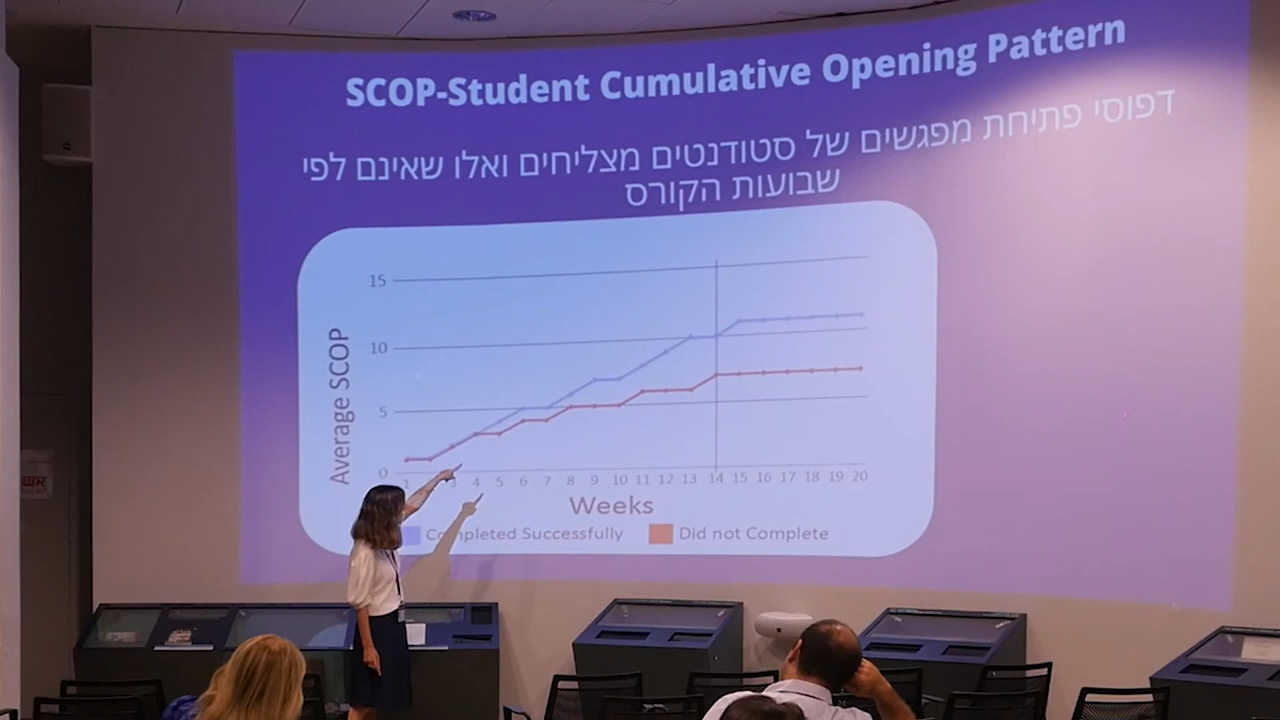 SCOP-Student Cumulative Opening Pattern
דפוסי פתיחת מפגשים של סטודנטים מצליחים ואלו שאינם לפי
שבועות הקורס
Average SCOP
15
10
5
0
1 3 4 5 6 7 8 9 10 11 12 13 14 15 16 17 18 19 20
Weeks
Completed Successfully Did not Complete